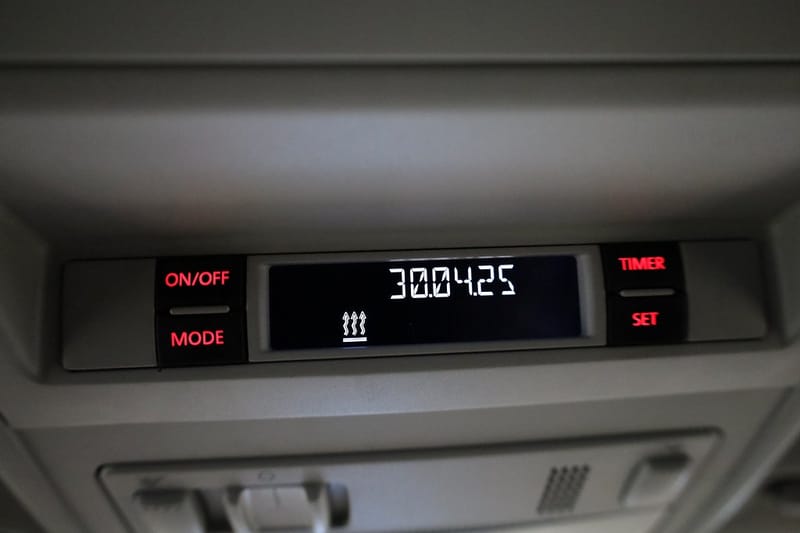 ON/OFF
MODE
30.04.25
TIMER
SET